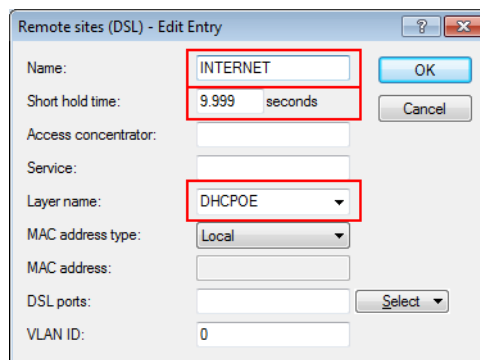 Remote sites (DSL) - Edit Entry
Name: INTERNET OK
Short hold time: 9.999 seconds Cancel
Access concentrator:
Service:
Layer name: DHCPOE
MAC address type: Local
MAC address:
DSL ports: Select
VLAN ID: 0